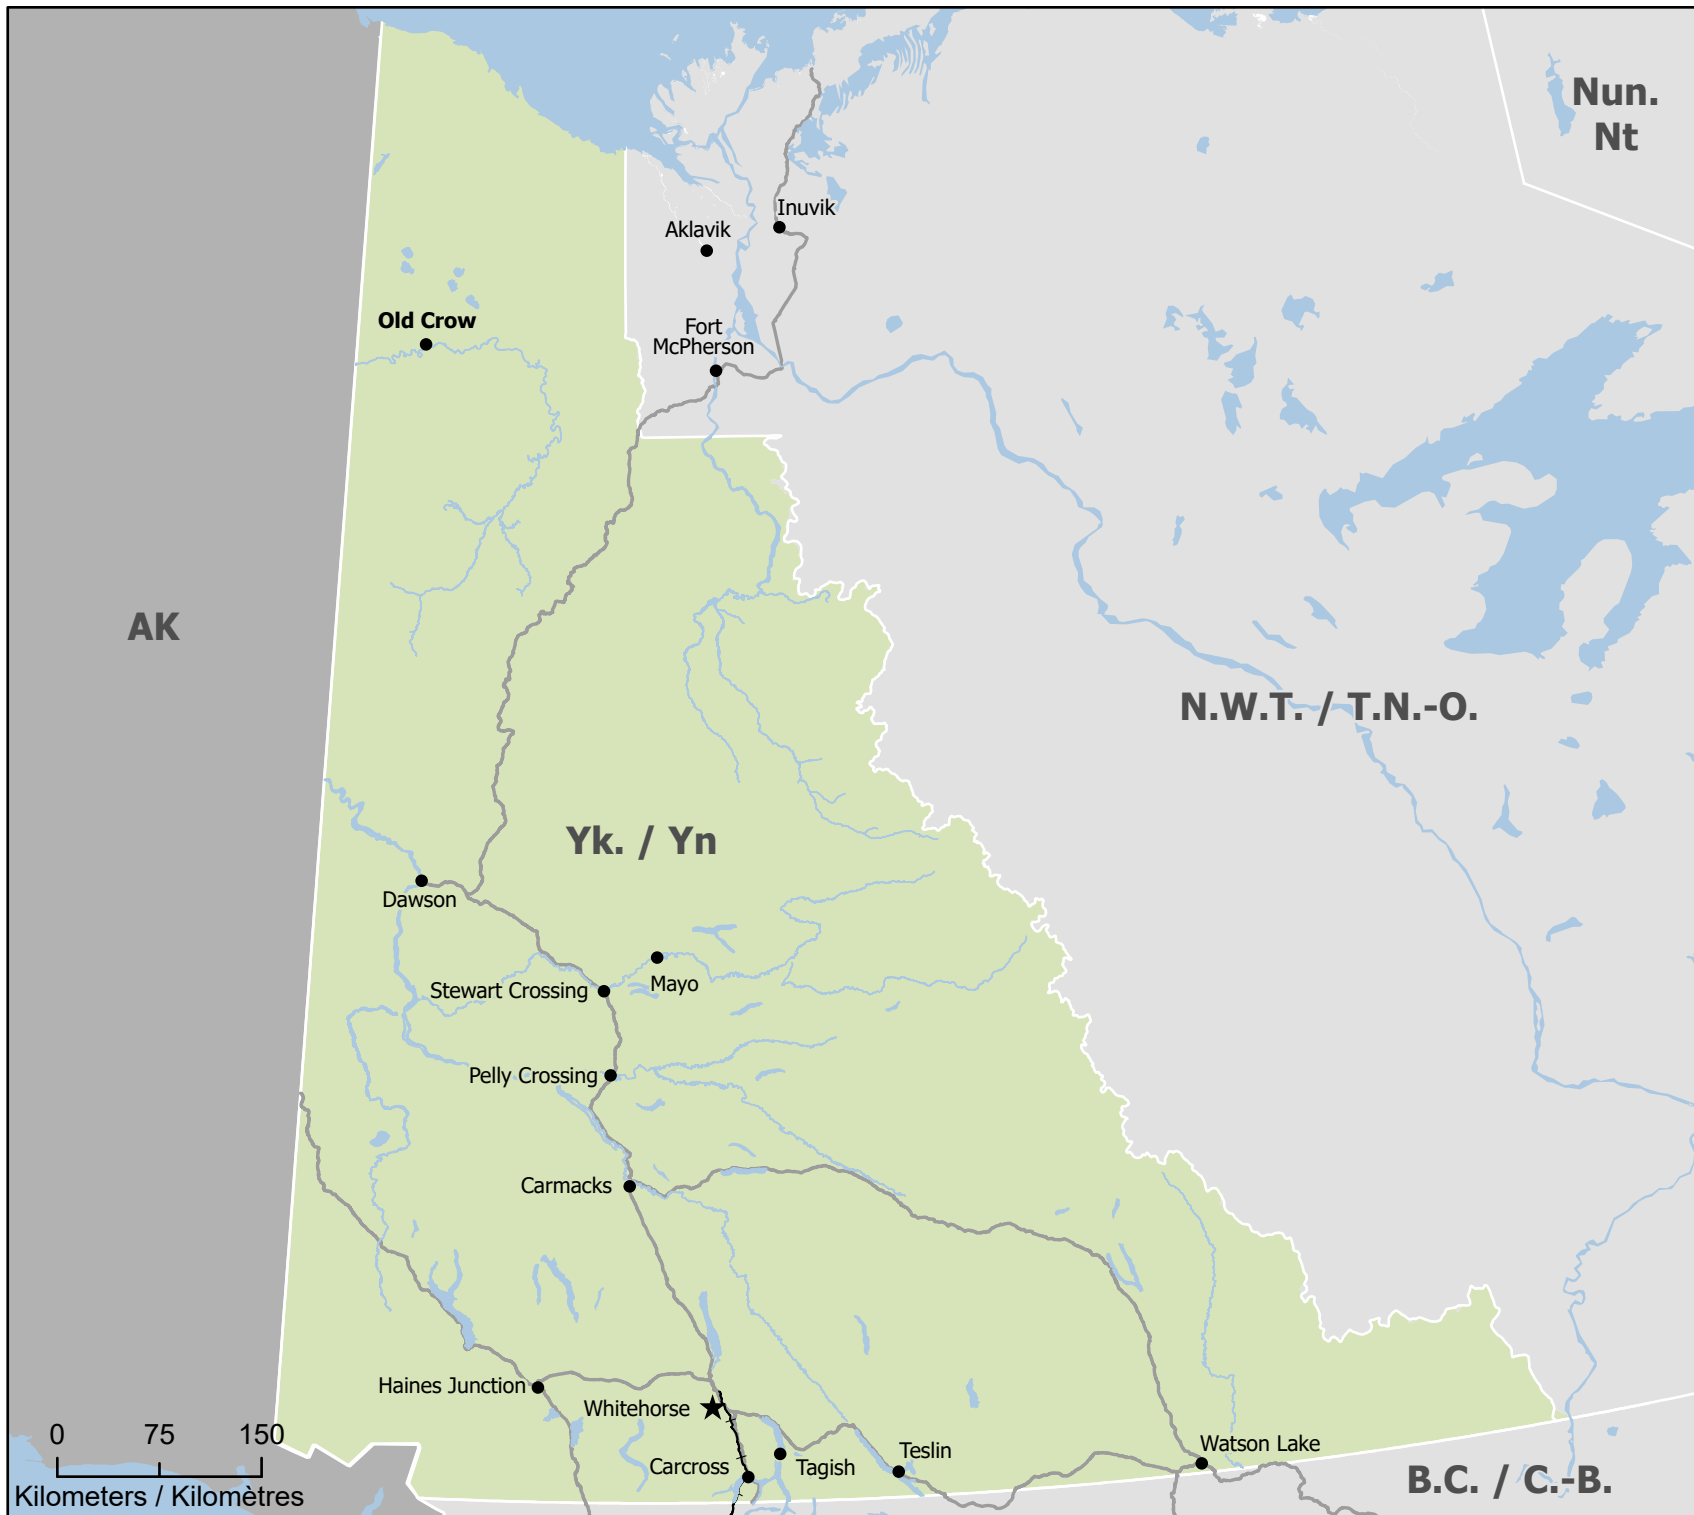 Nun.
Nt
Inuvik
Aklavik
Old Crow
Fort
McPherson
AK
N.W.T. / T.N.-O.
Yk. / Yn
Dawson
Mayo
Stewart Crossing
Pelly Crossing
Carmacks
Haines Junction
Whitehorse
Carcross
Tagish
Teslin
Watson Lake
B.C. / C.-B.
0 75 150
Kilometers / Kilomètres